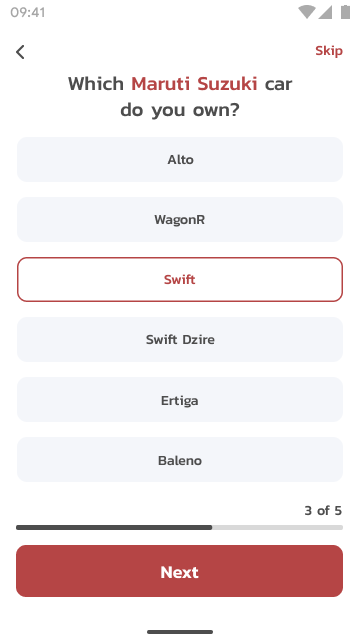 09:41
Skip
Which Maruti Suzuki car
do you own?
Alto
WagonR
Swift
Swift Dzire
Ertiga
Baleno
3 of 5
Next